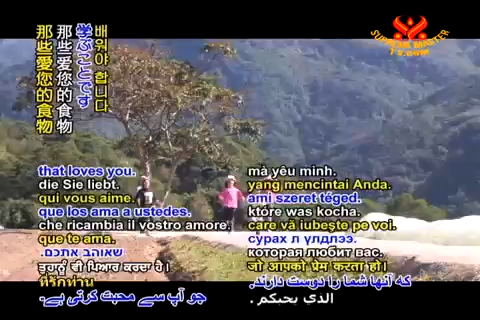 배워야 합니다
学ぶことです
那些愛您的食物
那些爱您的食物
SUPREME MASTER
TV.COM
that loves you.
die Sie liebt.
qui vous aime.
que los ama a ustedes.
che ricambia il vostro amore.
que te ama.
שאוהב אתכם.
ਤੁਹਾਨੂੰ ਵੀ ਪਿਆਰ ਕਰਦਾ ਹੈ।
ที่รักท่าน
جو آپ سے محبت کرتی ہے۔
mà yêu mình.
yang mencintai Anda.
ami szeret téged.
które was kocha.
care vă iubeşte pe voi.
która
которая любит вас.
जो आपको प्रेम करता हो।
که آنها شما را دوست دارند.
الذي يحبكم.